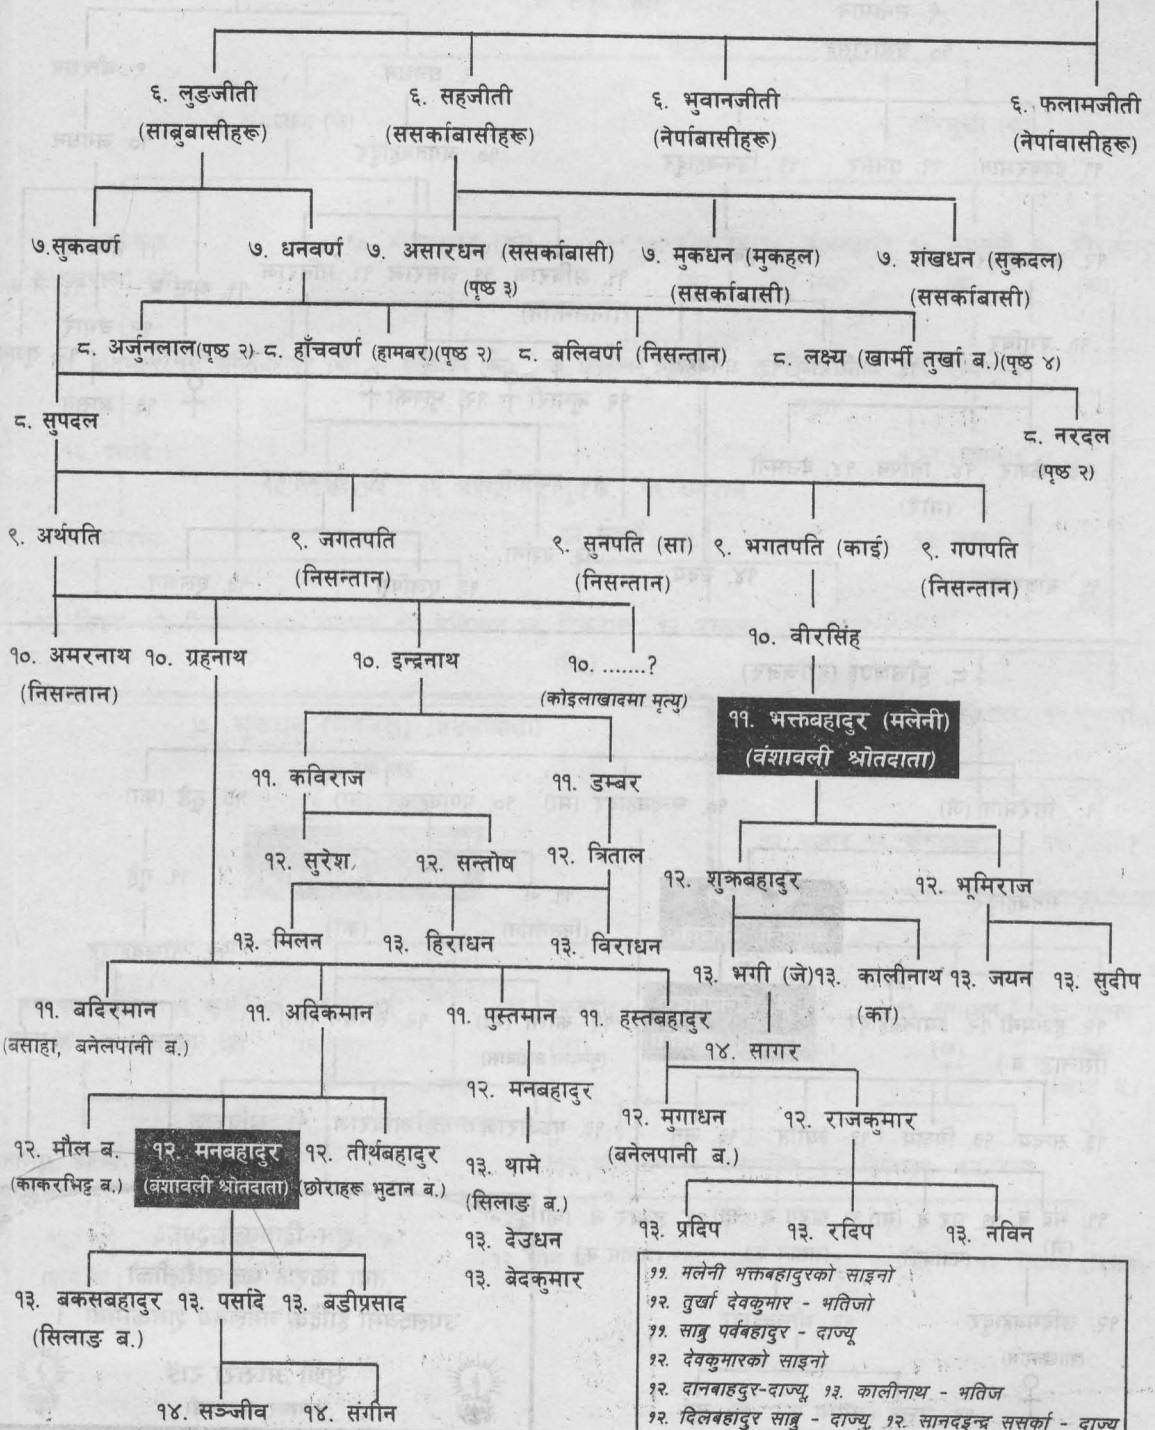 ६. लुङजीती ६. सहजीती ६. भुवानजीती ६. फलामजीती
(साबुबासीहरू) (ससर्काबासीहरू) (नेर्पाबासीहरू) (नेर्पावासीहरू)
७.सुकवर्ण ७. धनवर्ण ७. असारधन (ससर्काबासी) ७. मुकधन (मुकहल) ७. शंखधन (सुकदल)
(पृष्ठ ३) (ससर्काबासी) (ससर्काबासी)
८. अर्जुनलाल(पृष्ठ २) ८. हाँचवर्ण (हामबर)(पृष्ठ २) ८. बलिवर्ण (निसन्तान) ८. लक्ष्य (खार्मी तुर्खा ब.)(पृष्ठ ४)
८. सुपदल ८. नरदल
(पृष्ठ २)
९. अर्थपति ९. जगतपति ९. सुनपति (सा) ९. भगतपति (काई) ९. गणपति
(निसन्तान) (निसन्तान) (निसन्तान)
१०. अमरनाथ १०. ग्रहनाथ १०. इन्द्रनाथ १०. .......? १०. वीरसिंह
(निसन्तान) (कोइलाखादमा मृत्यु)
११. भक्तबहादुर (मलेनी)
(वंशावली श्रोतदाता)
११. कविराज ११. डम्बर
१२. सुरेश १२. सन्तोष १२. त्रिताल १२. शुक्रबहादुर १२. भूमिराज
१३. मिलन १३. हिराधन १३. विराधन १३. भगी (जे)१३. कालीनाथ १३. जयन १३. सुदीप
(का)
११. बदिरमान ११. अदिकमान ११. पुस्तमान ११. हस्तबहादुर
(बसाहा, बनेलपानी ब.) १४. सागर
१२. मनबहादुर
१२. मुगाधन १२. राजकुमार
(बनेलपानी ब.)
१२. मौल ब. १२. मनबहादुर १२. तीर्थबहादुर १३. थामे
(काकरभिट्ट ब.) (बंशावली श्रोतदाता) (छोराहरू भुटान ब.) (सिलाङ ब.)
१३. प्रदिप १३. रदिप १३. नविन
१३. देउधन
१३. बेदकुमार
१३. बकसबहादुर १३. पर्सादे १३. बडीप्रसाद
(सिलाङ ब.)
१४. सञ्जीव १४. संगीन
११. मलेनी भक्तबहादुरको साइनो
१२. तुर्खा देवकुमार - भतिजो
११. साबु पर्वबहादुर - दाज्यू
१२. देवकुमारको साइनो
१२. दानबाहदुर-दाज्यू, १३. कालीनाथ - भतिज
१२. दिलबहादुर साबु - दाज्यु, १२. सानदइन्द्र ससर्का - दाज्य